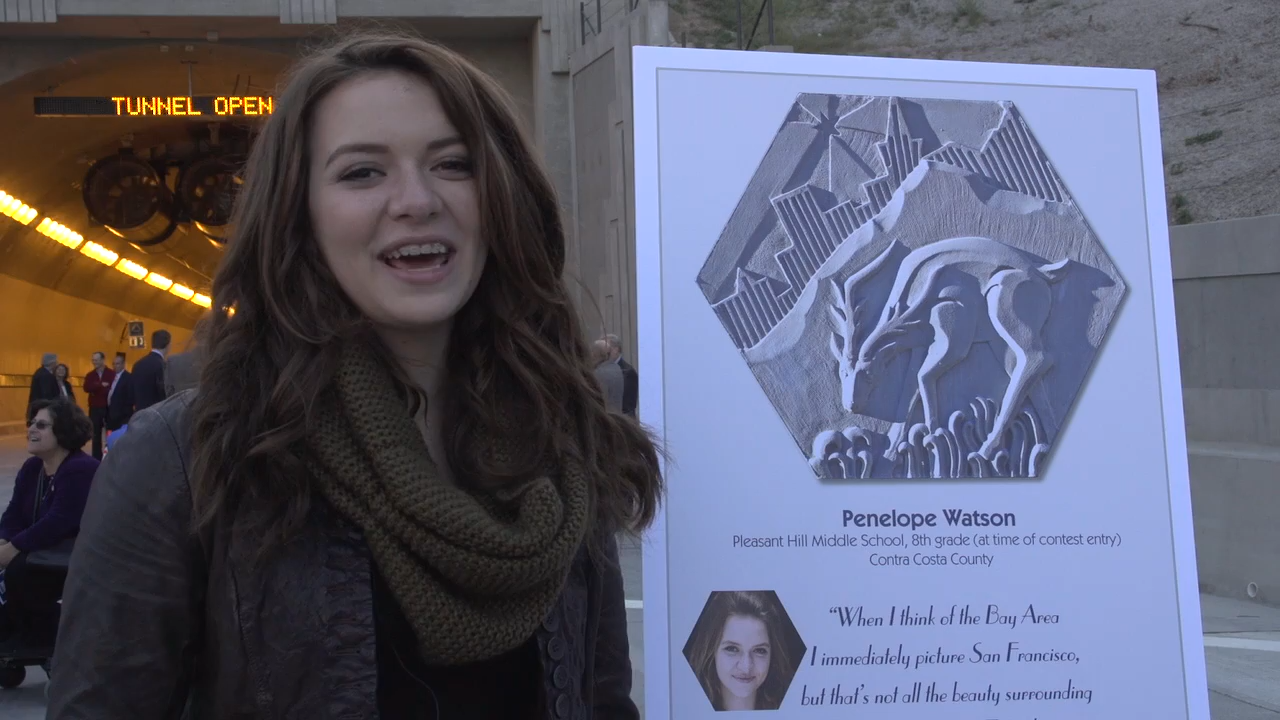 TUNNEL OPEN
Penelope Watson
Pleasant Hill Middle School, 8th grade (at time of contest entry)
Contra Costa County
“When I think of the Bay Area
I immediately picture San Francisco,
but that’s not all the beauty surrounding